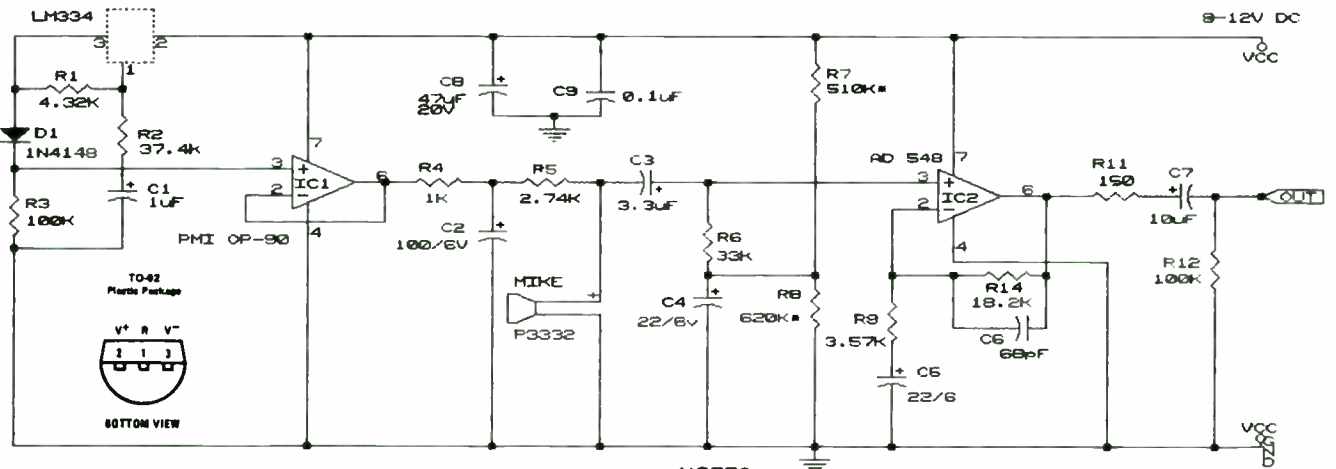 LM334
9-12V DC
3
2
VCC
1
R1
4.32K
C8
47uF
20V
C9
0.1uF
R7
510K*
D1
1N4148
R2
37.4K
7
3
+
IC1
2
-
6
4
PMI OP-90
R3
100K
C1
1uF
R4
1K
R5
2.74K
C3
3.3uF
AD 548
7
3
+
IC2
2
-
6
4
R11
150
C7
10uF
OUT
C2
100/6V
R6
33K
R12
100K
TO-92
Plastic Package
MIKE
P3332
C4
22/6v
R8
620K*
R14
18.2K
C6
68pF
R9
3.57K
C5
22/6
V+ R V-
2 1 3
BOTTOM VIEW
VCC
GND